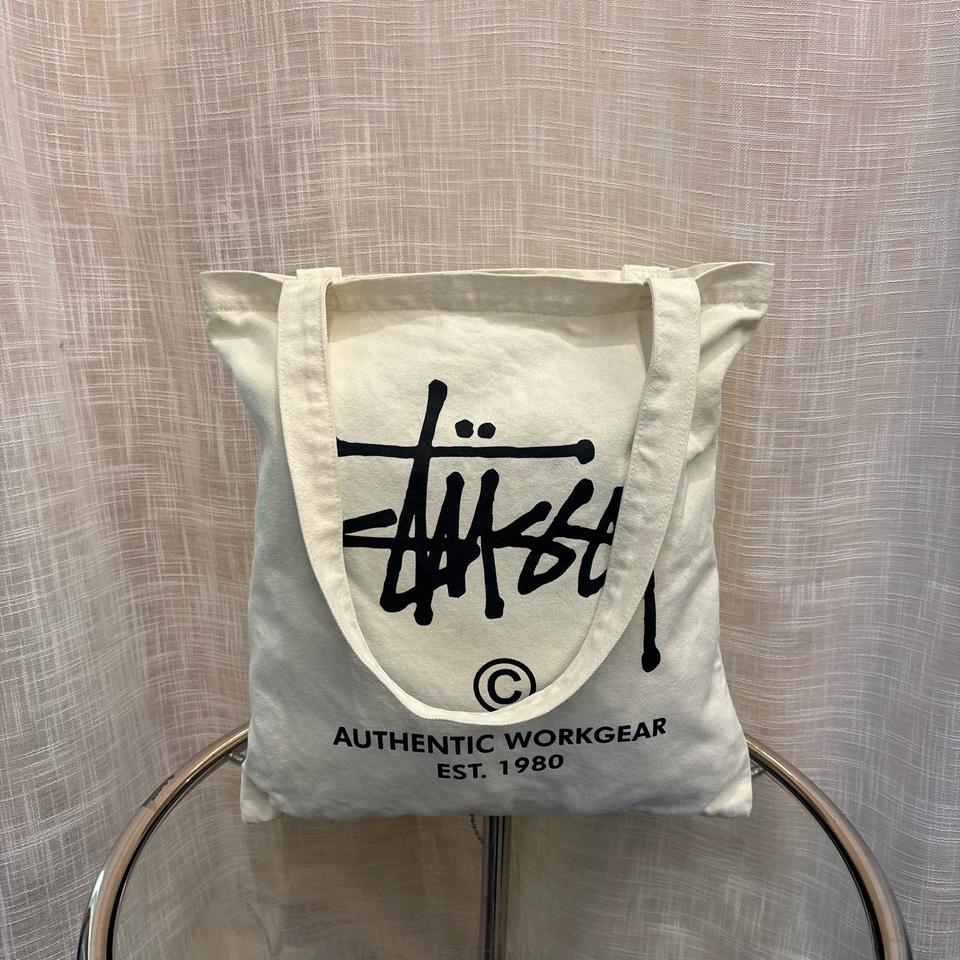 Stüssy
©
AUTHENTIC WORKGEAR
EST. 1980